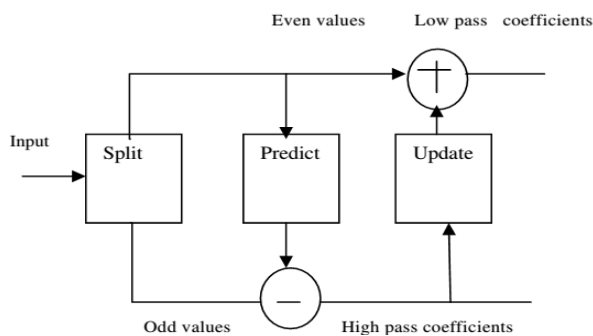 Even values Low pass coefficients
Input
Split Predict Update
Odd values High pass coefficients